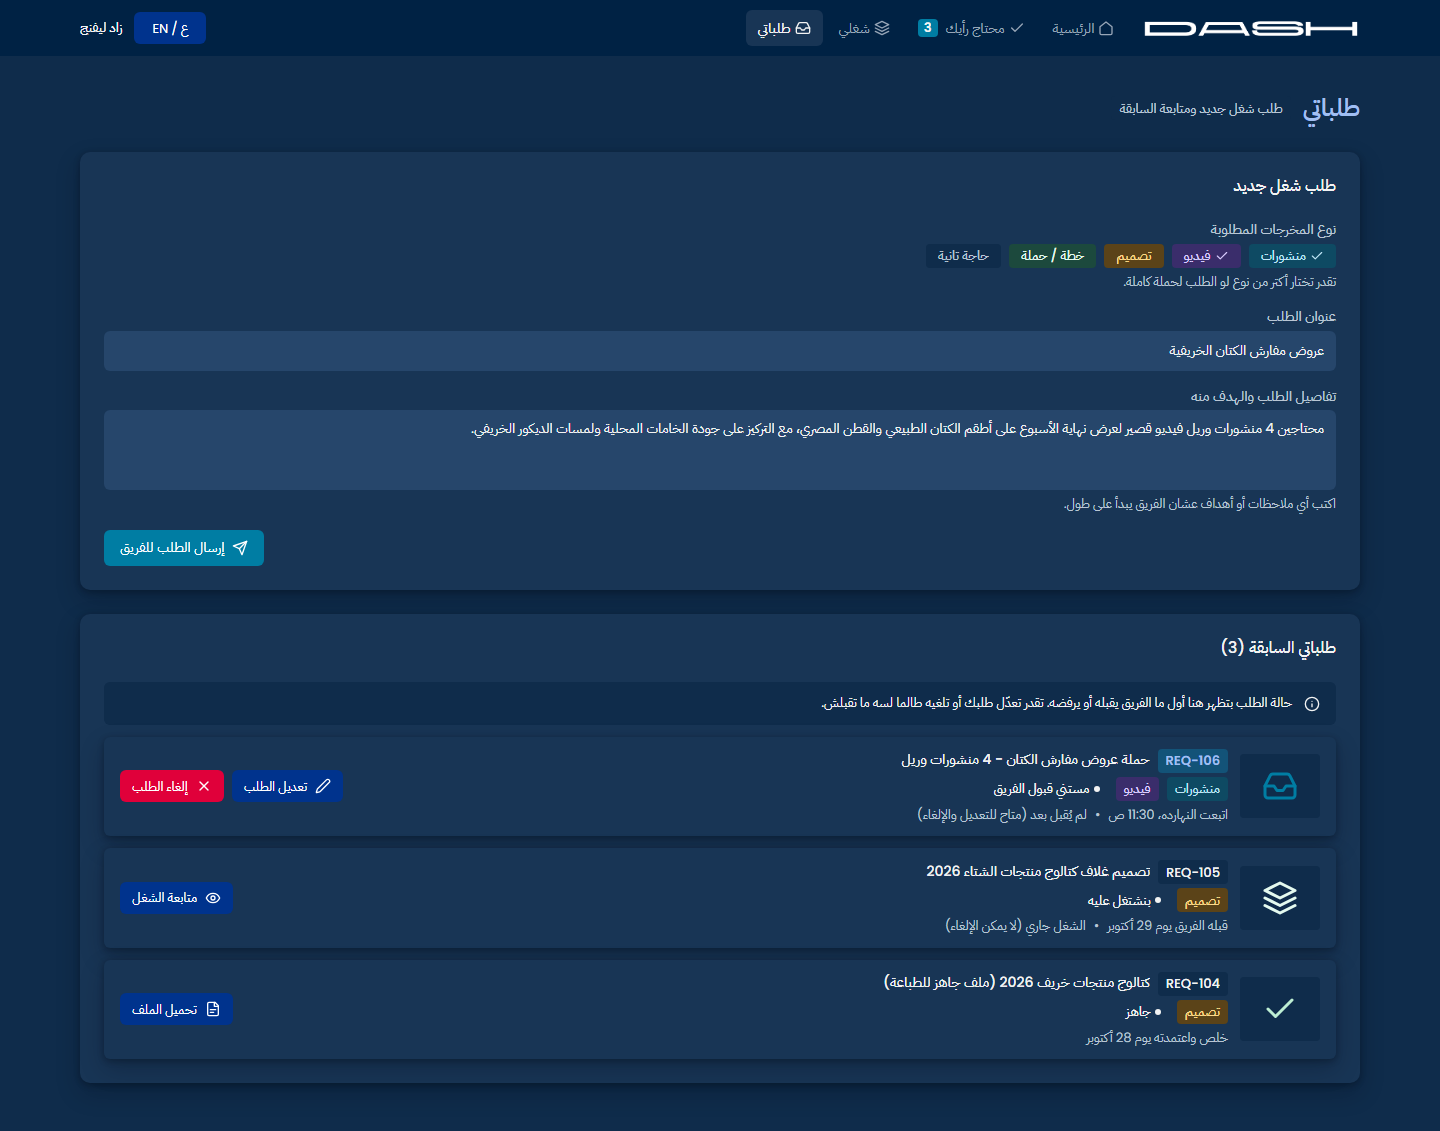 DASH
الرئيسية
محتاج رأيك 3
شغلي
طلباتي
ع / EN
زاد ليفنج
طلباتي
طلب شغل جديد ومتابعة السابقة
طلب شغل جديد
نوع المخرجات المطلوبة
منشورات
فيديو
تصميم
خطة / حملة
حاجة تانية
تقدر تختار أكتر من نوع لو الطلب لحملة كاملة.
عنوان الطلب
عروض مفارش الكتان الخريفية
تفاصيل الطلب والهدف منه
محتاجين 4 منشورات وريل فيديو قصير لعرض نهاية الأسبوع على أطقم الكتان الطبيعي والقطن المصري، مع التركيز على جودة الخامات المحلية ولمسات الديكور الخريفي.
اكتب أي ملاحظات أو أهداف عشان الفريق يبدأ على طول.
إرسال الطلب للفريق
طلباتي السابقة (3)
حالة الطلب بتظهر هنا أول ما الفريق يقبله أو يرفضه. تقدر تعدّل طلبك أو تلغيه طالما لسه ما تقبلش.
REQ-106 حملة عروض مفارش الكتان - 4 منشورات وريل
منشورات فيديو • مستني قبول الفريق
اتبعت النهارده، 11:30 ص • لم يُقبل بعد (متاح للتعديل والإلغاء)
تعديل الطلب
إلغاء الطلب
REQ-105 تصميم غلاف كتالوج منتجات الشتاء 2026
تصميم • بنشتغل عليه
قبله الفريق يوم 29 أكتوبر • الشغل جاري (لا يمكن الإلغاء)
متابعة الشغل
REQ-104 كتالوج منتجات خريف 2026 (ملف جاهز للطباعة)
تصميم • جاهز
خلص واعتمدته يوم 28 أكتوبر
تحميل الملف